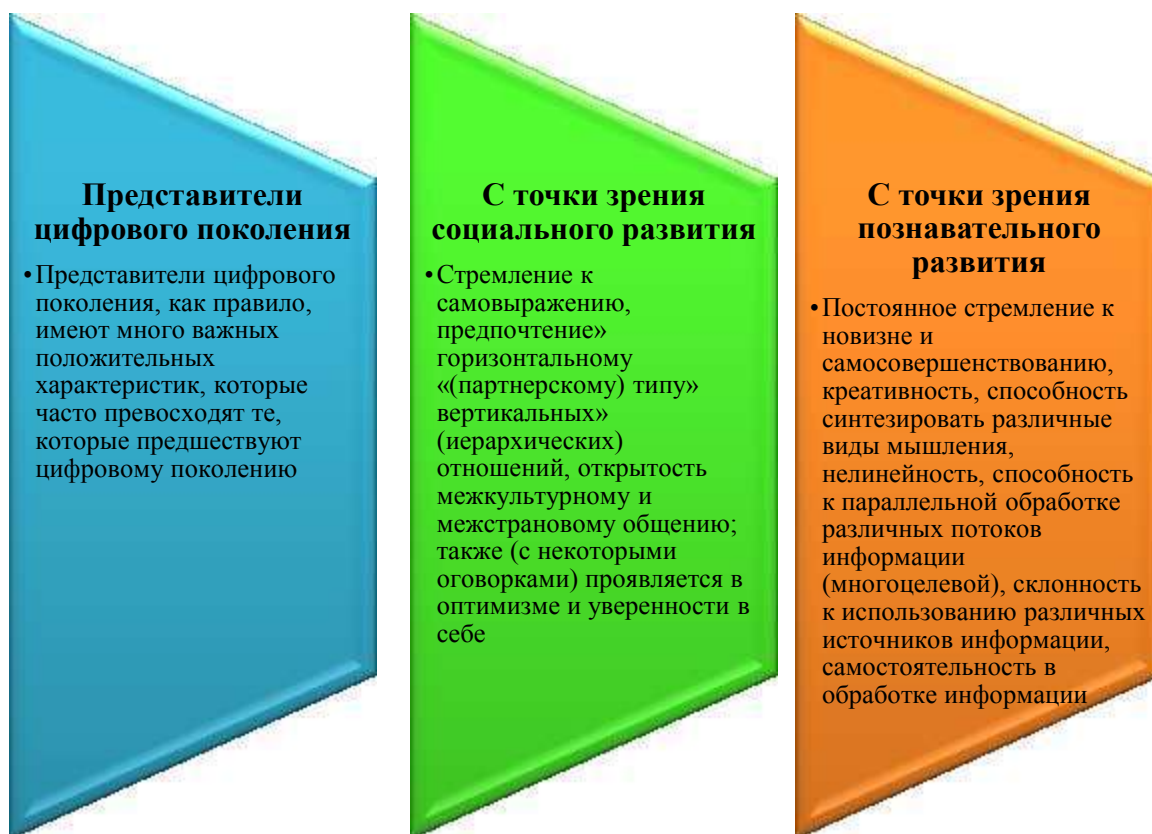 Представители
цифрового поколения
•Представители цифрового
поколения, как правило,
имеют много важных
положительных
характеристик, которые
часто превосходят те,
которые предшествуют
цифровому поколению
С точки зрения
социального развития
•Стремление к
самовыражению,
предпочтение»
горизонтальному
«(партнерскому) типу»
вертикальных»
(иерархических)
отношений, открытость
межкультурному и
межстрановому общению;
также (с некоторыми
оговорками) проявляется в
оптимизме и уверенности в
себе
С точки зрения
познавательного
развития
•Постоянное стремление к
новизне и
самосовершенствованию,
креативность, способность
синтезировать различные
виды мышления,
нелинейность, способность
к параллельной обработке
различных потоков
информации
(многоцелевой), склонность
к использованию различных
источников информации,
самостоятельность в
обработке информации